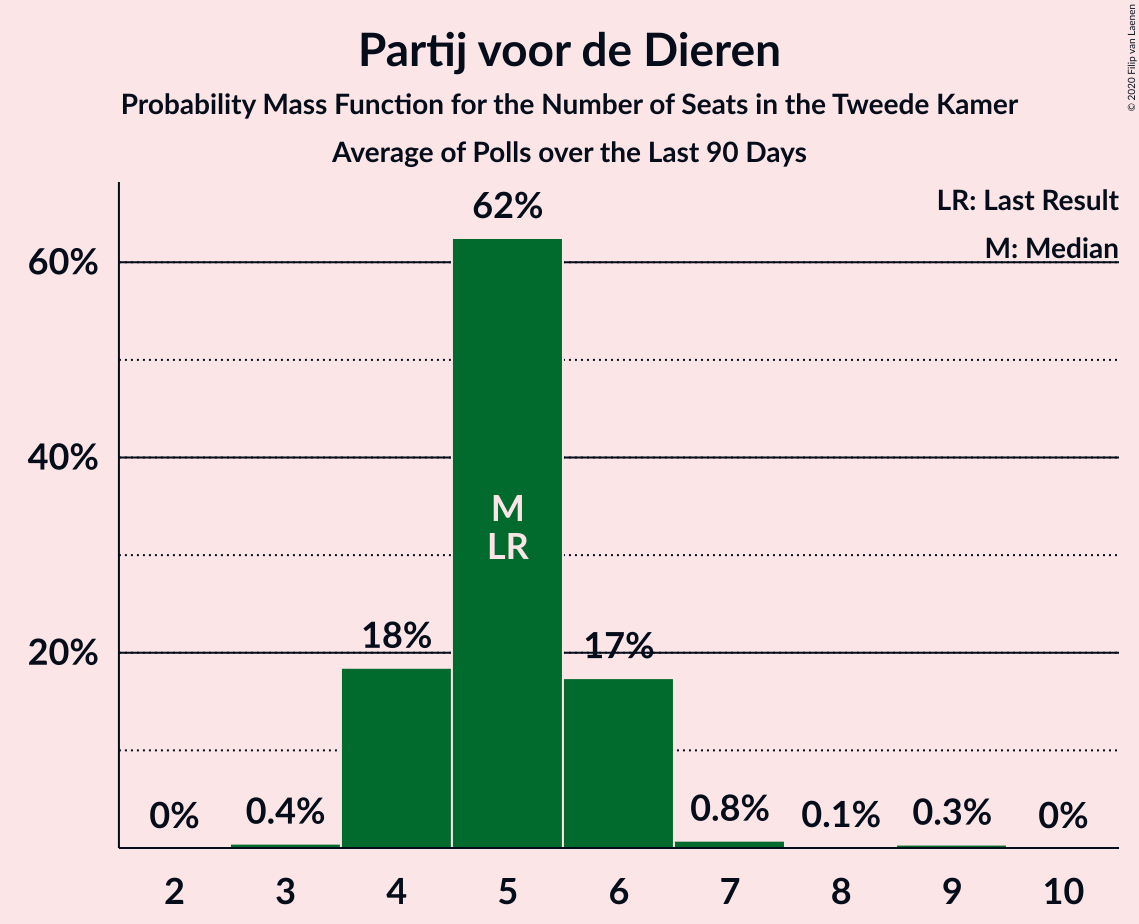 Partij voor de Dieren
Probability Mass Function for the Number of Seats in the Tweede Kamer
Average of Polls over the Last 90 Days
© 2020 Filip van Laenen
LR: Last Result
M: Median
62%
60%
40%
M
LR
18%
17%
20%
0%
0.4%
0.8%
0.1%
0.3%
0%
2 3 4 5 6 7 8 9 10